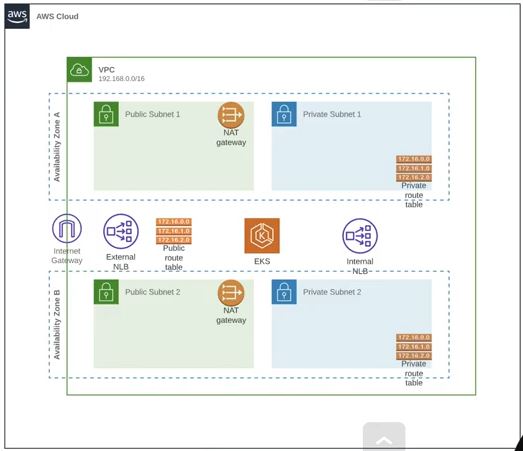 aws
AWS Cloud
VPC
192.168.0.0/16
Availability Zone A
Public Subnet 1
NAT
gateway
Private Subnet 1
172.16.0.0
172.16.1.0
172.16.2.0
Private
route
table
Internet
Gateway
External
NLB
172.16.0.0
172.16.1.0
172.16.2.0
Public
route
table
EKS
Internal
NLB
Availability Zone B
Public Subnet 2
NAT
gateway
Private Subnet 2
172.16.0.0
172.16.1.0
172.16.2.0
Private
route
table